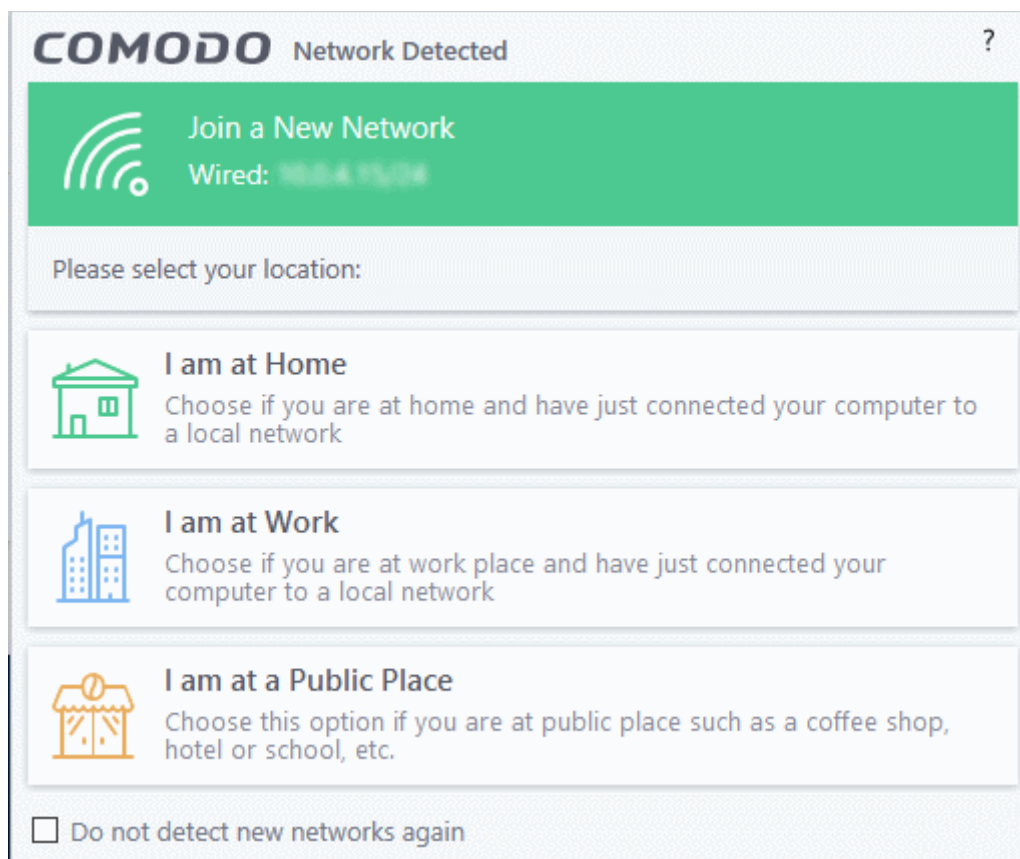 COMODO Network Detected ?
Join a New Network
Wired:
Please select your location:
I am at Home
Choose if you are at home and have just connected your computer to
a local network
I am at Work
Choose if you are at work place and have just connected your
computer to a local network
I am at a Public Place
Choose this option if you are at public place such as a coffee shop,
hotel or school, etc.
Do not detect new networks again